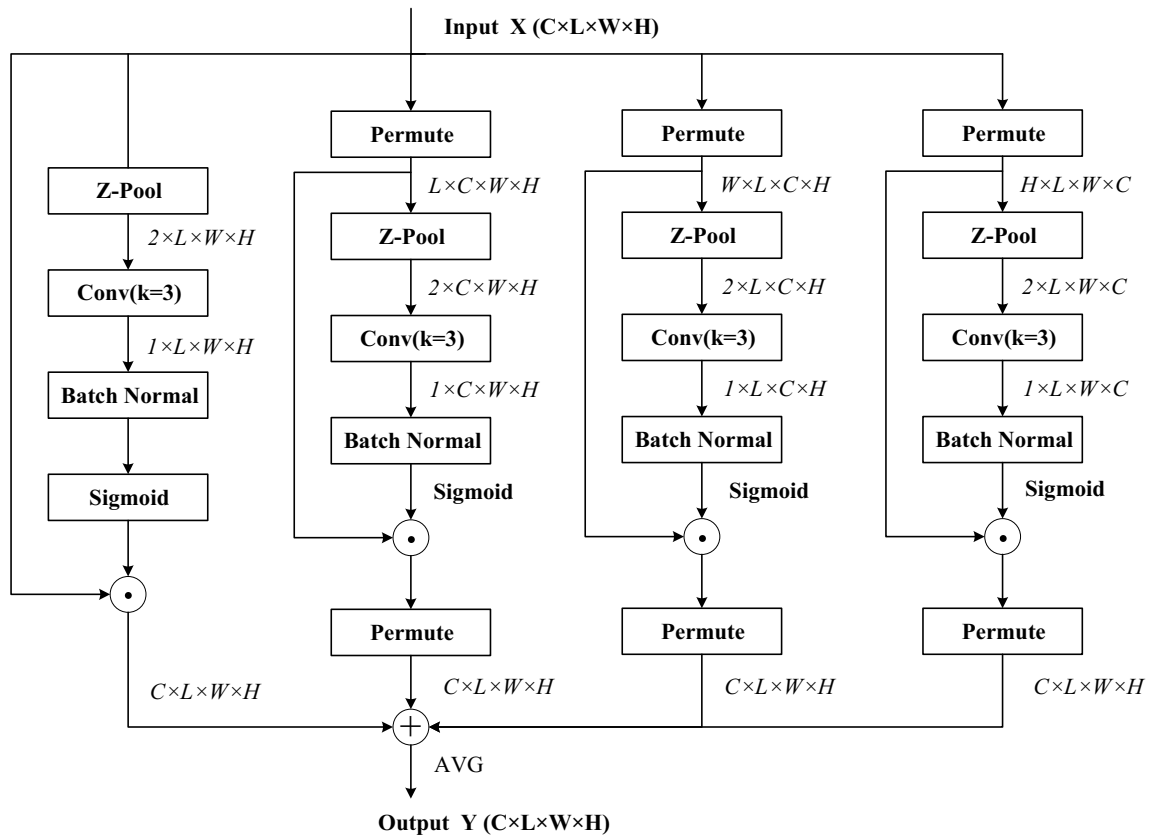 Input X (C×L×W×H)
Permute
Permute
Permute
Z-Pool
L×C×W×H
W×L×C×H
H×L×W×C
2×L×W×H
Z-Pool
Z-Pool
Z-Pool
Conv(k=3)
2×C×W×H
2×L×C×H
2×L×W×C
1×L×W×H
Conv(k=3)
Conv(k=3)
Conv(k=3)
Batch Normal
1×C×W×H
1×L×C×H
1×L×W×C
Batch Normal
Batch Normal
Batch Normal
Sigmoid
Sigmoid
Sigmoid
Sigmoid
Permute
Permute
Permute
C×L×W×H
C×L×W×H
C×L×W×H
C×L×W×H
AVG
Output Y (C×L×W×H)